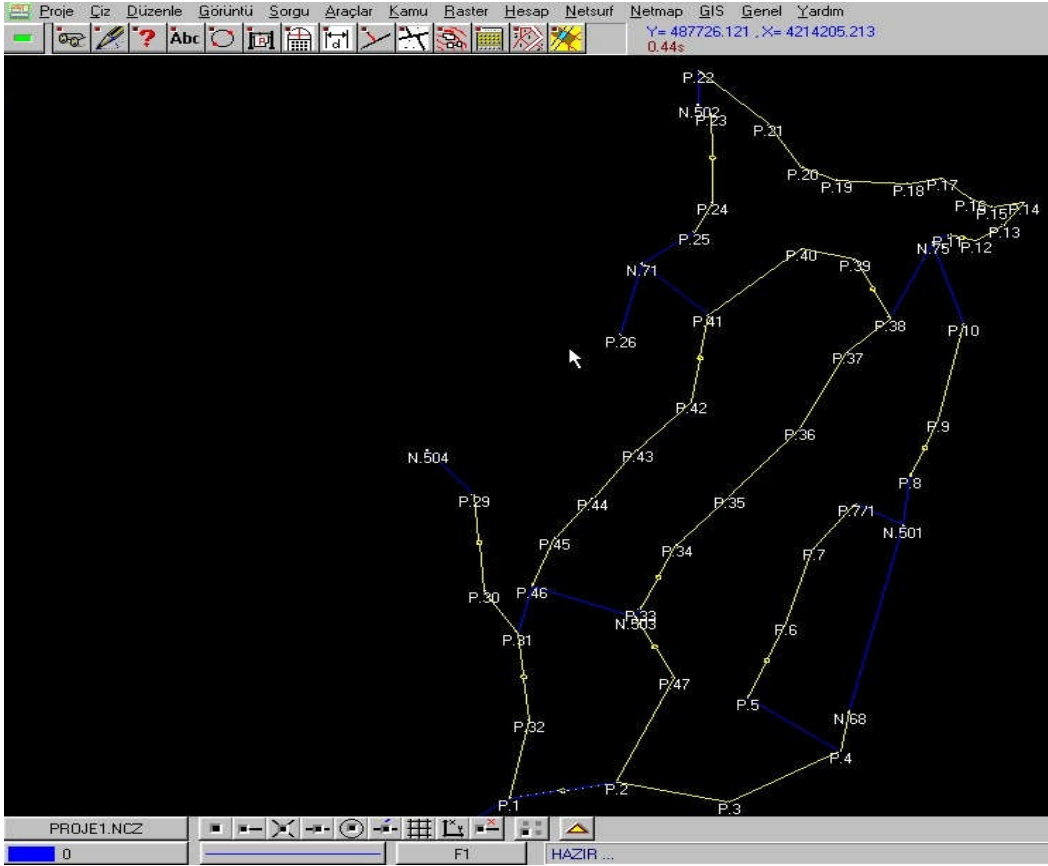 Proje Çiz Düzenle Görüntü Sorgu Araçlar Kamu Raster Hesap Netsurf Netmap GIS Genel Yardım
Abc
Y= 487726.121 , X= 4214205.213
0.44s
P.22
N.502
P.23
P.21
P.20
P.19
P.18
P.17
P.16
P.15
P.14
P.13
P.24
P.25
P.11
P.12
N.75
P.40
P.39
N.71
P.41
P.38
P.10
P.26
P.37
P.42
P.9
P.36
N.504
P.43
P.8
P.29
P.44
P.35
P.7/1
N.501
P.45
P.34
P.7
P.30
P.46
P.33
N.503
P.6
P.31
P.47
P.5
N.68
P.32
P.4
P.2
P.1
P.3
PROJE1.NCZ
0
F1
HAZIR ...